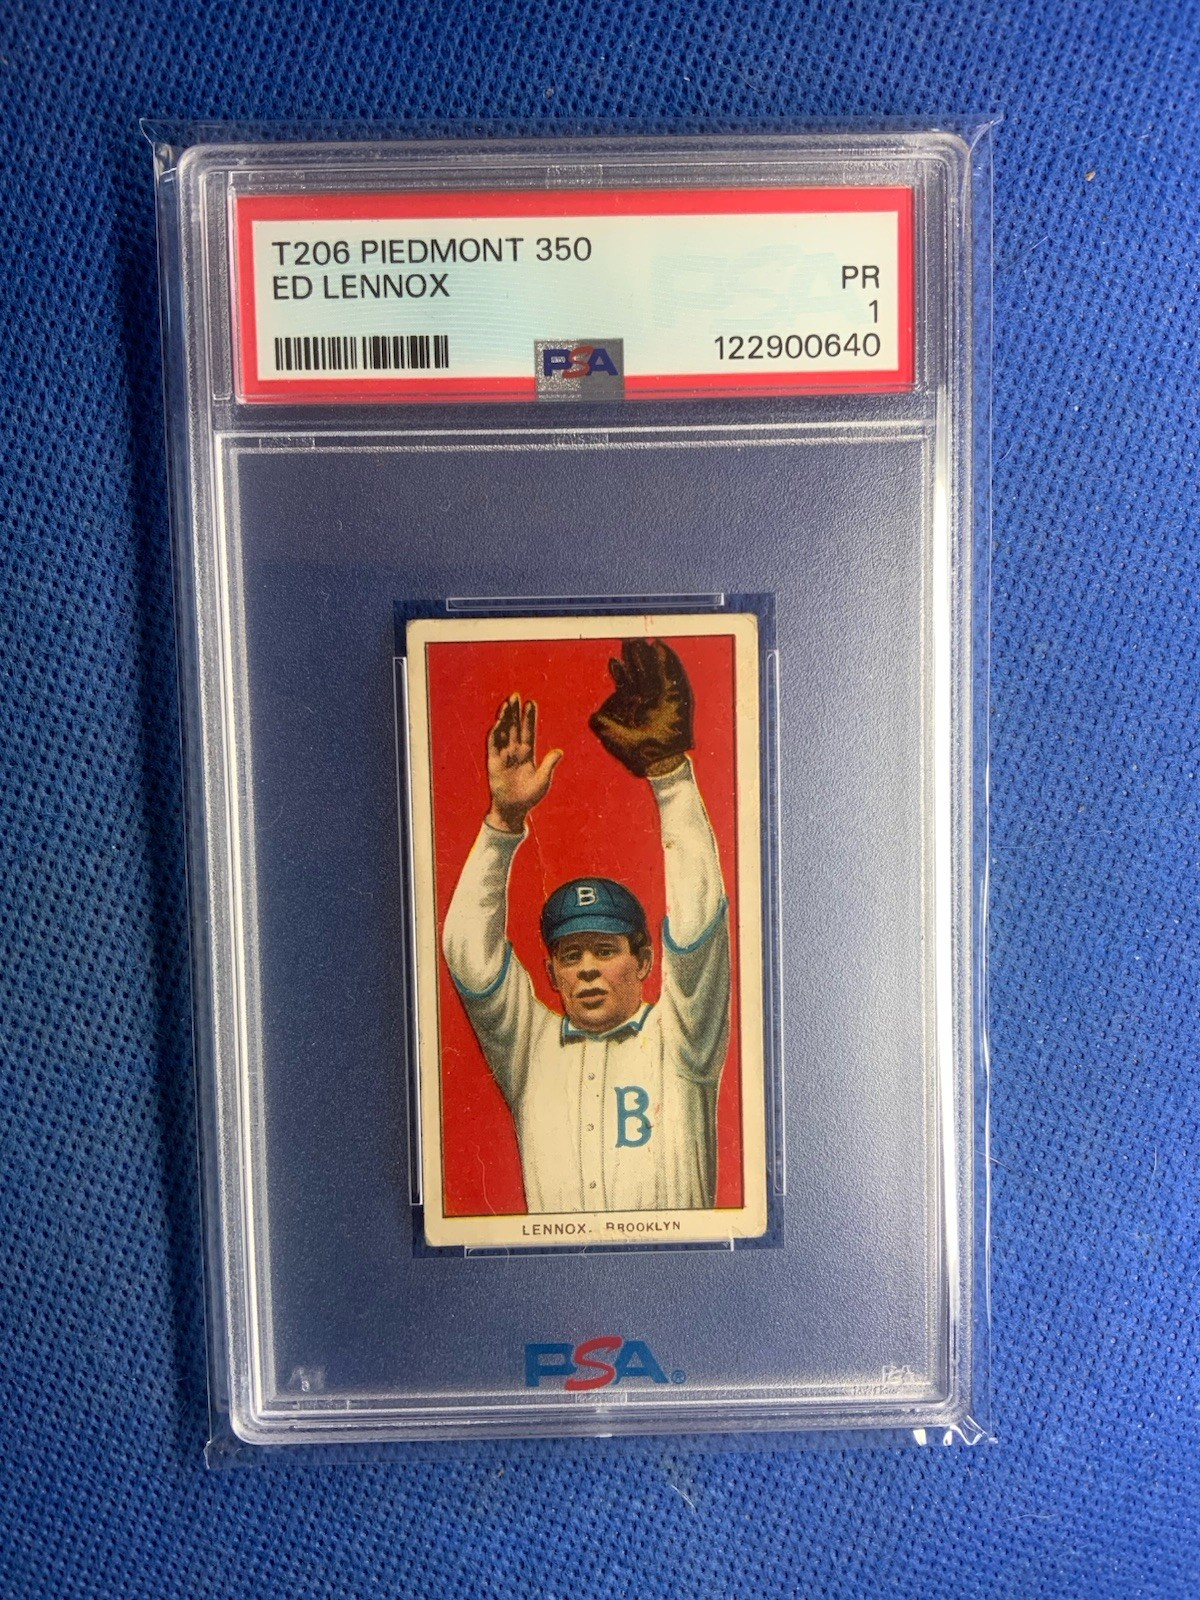 T206 PIEDMONT 350
ED LENNOX
PR
1
122900640
PSA
B
B
LENNOX. BROOKLYN
PSA®